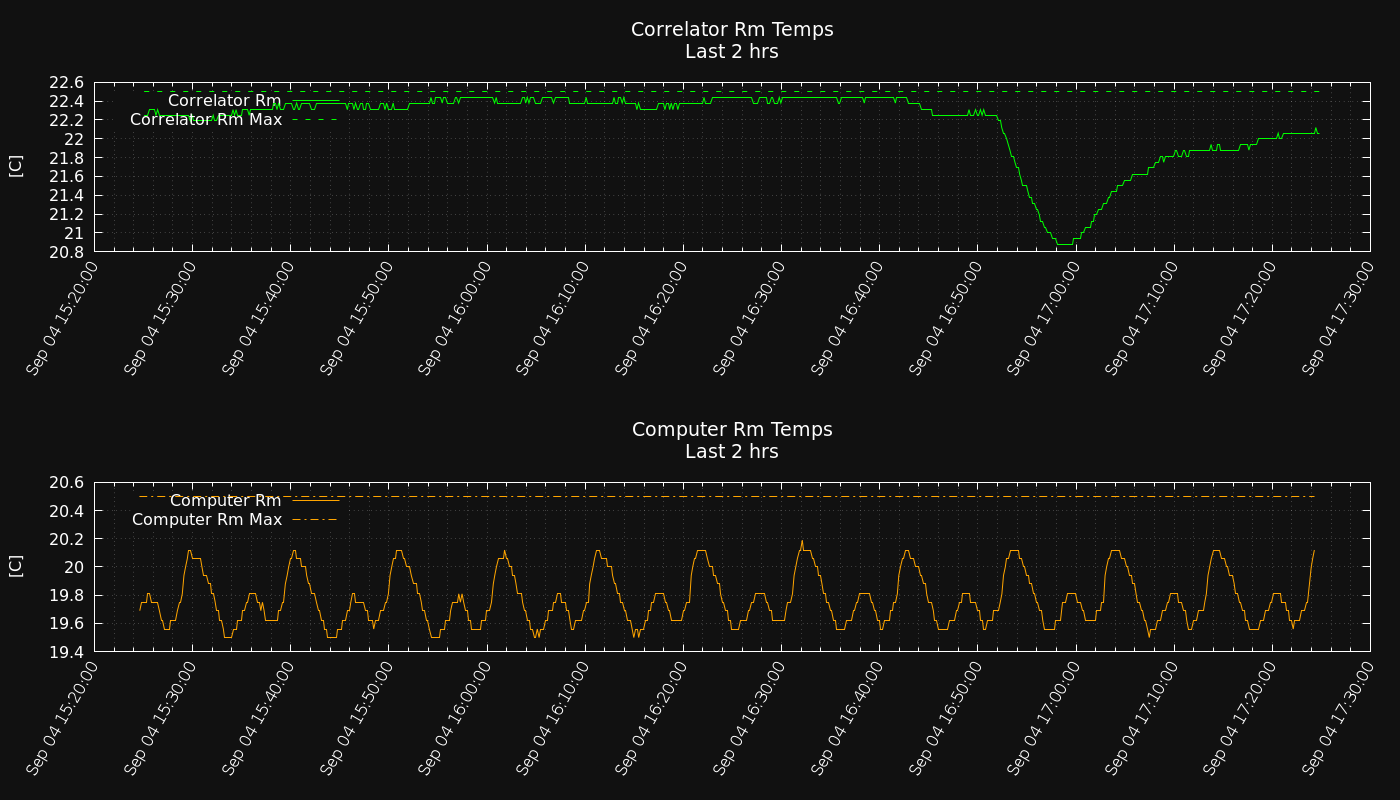 Correlator Rm Temps
Last 2 hrs
[C]
22.6
22.4
22.2
22
21.8
21.6
21.4
21.2
21
20.8
Correlator Rm
Correlator Rm Max
Sep 04 15:20:00
Sep 04 15:30:00
Sep 04 15:40:00
Sep 04 15:50:00
Sep 04 16:00:00
Sep 04 16:10:00
Sep 04 16:20:00
Sep 04 16:30:00
Sep 04 16:40:00
Sep 04 16:50:00
Sep 04 17:00:00
Sep 04 17:10:00
Sep 04 17:20:00
Sep 04 17:30:00
Computer Rm Temps
Last 2 hrs
[C]
20.6
20.4
20.2
20
19.8
19.6
19.4
Computer Rm
Computer Rm Max
Sep 04 15:20:00
Sep 04 15:30:00
Sep 04 15:40:00
Sep 04 15:50:00
Sep 04 16:00:00
Sep 04 16:10:00
Sep 04 16:20:00
Sep 04 16:30:00
Sep 04 16:40:00
Sep 04 16:50:00
Sep 04 17:00:00
Sep 04 17:10:00
Sep 04 17:20:00
Sep 04 17:30:00